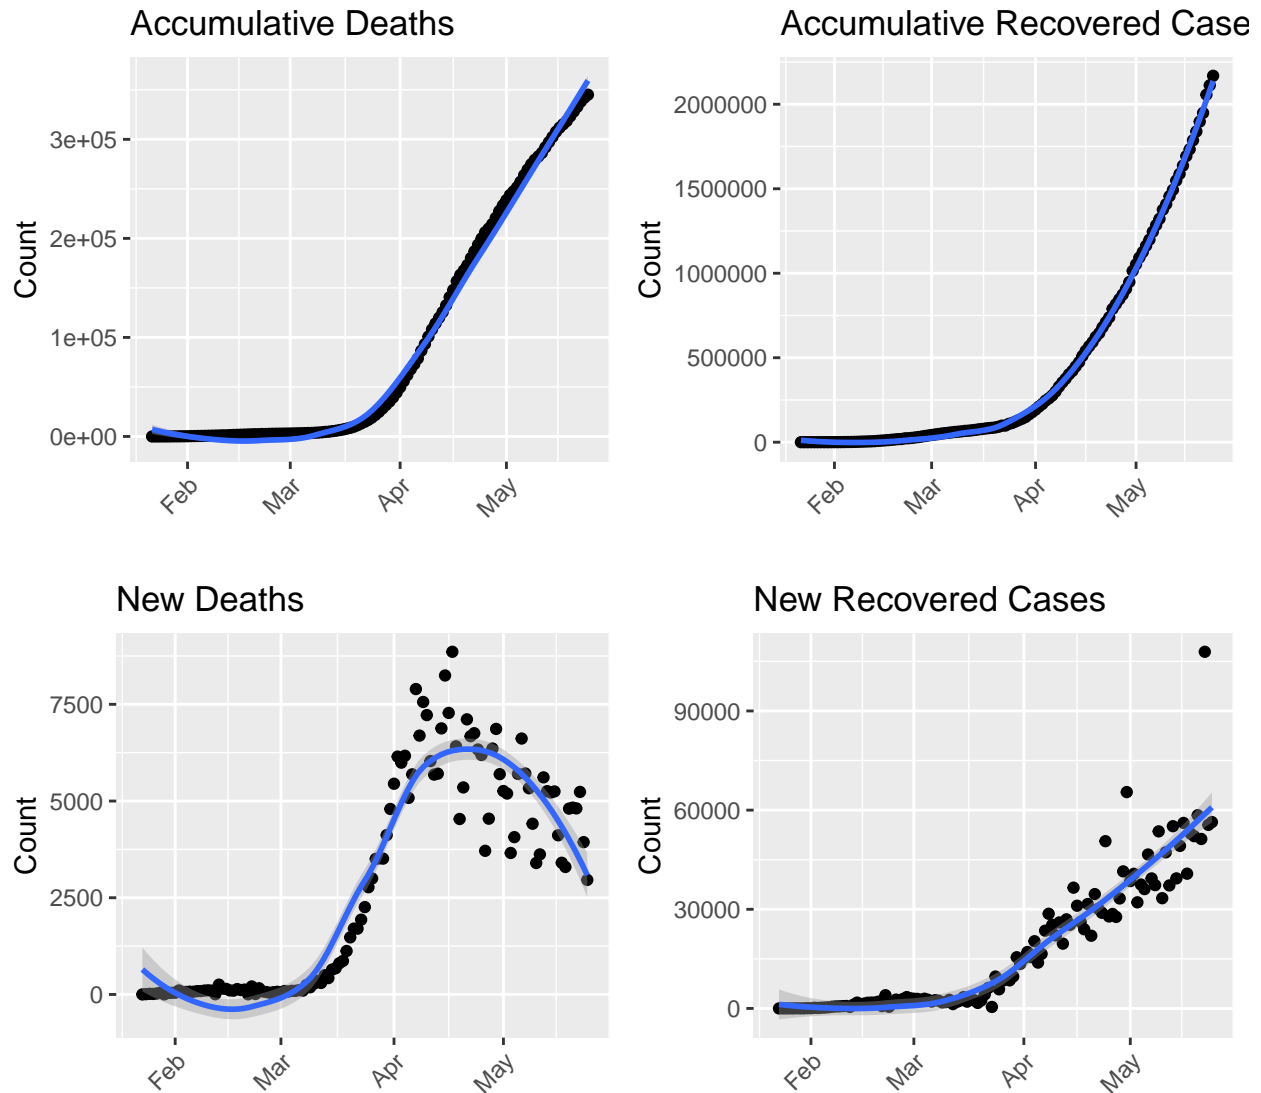 Accumulative Deaths
Count
3e+05
2e+05
1e+05
0e+00
Feb
Mar
Apr
May
Accumulative Recovered Case
Count
2000000
1500000
1000000
500000
0
Feb
Mar
Apr
May
New Deaths
Count
7500
5000
2500
0
Feb
Mar
Apr
May
New Recovered Cases
Count
90000
60000
30000
0
Feb
Mar
Apr
May